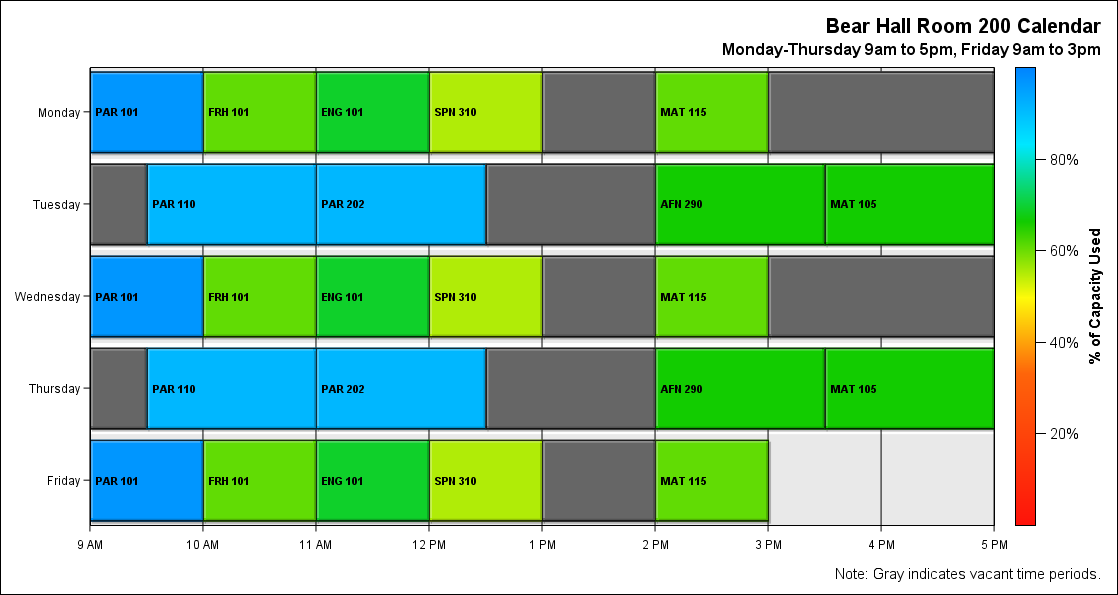 Bear Hall Room 200 Calendar
Monday-Thursday 9am to 5pm, Friday 9am to 3pm
Monday
PAR 101
FRH 101
ENG 101
SPN 310
MAT 115
Tuesday
PAR 110
PAR 202
AFN 290
MAT 105
Wednesday
PAR 101
FRH 101
ENG 101
SPN 310
MAT 115
Thursday
PAR 110
PAR 202
AFN 290
MAT 105
Friday
PAR 101
FRH 101
ENG 101
SPN 310
MAT 115
9 AM
10 AM
11 AM
12 PM
1 PM
2 PM
3 PM
4 PM
5 PM
80%
60%
40%
20%
% of Capacity Used
Note: Gray indicates vacant time periods.